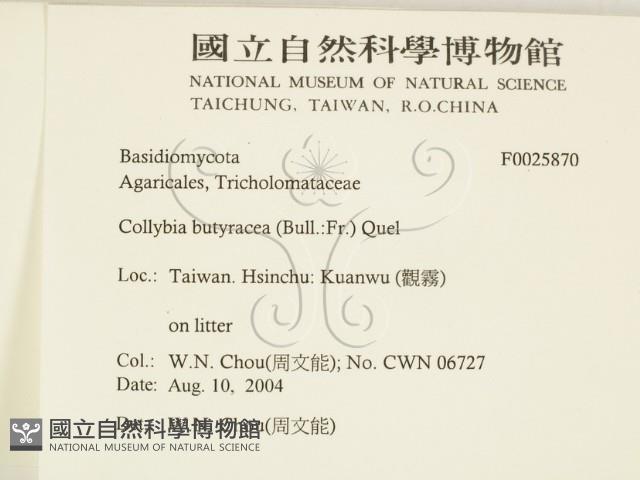 國立自然科學博物館
NATIONAL MUSEUM OF NATURAL SCIENCE
TAICHUNG, TAIWAN, R.O.CHINA
Basidiomycota F0025870
Agaricales, Tricholomataceae
Collybia butyracea (Bull.:Fr.) Quel
Loc.: Taiwan. Hsinchu: Kuanwu (觀霧)
on litter
Col.: W.N. Chou(周文能); No. CWN 06727
Date: Aug. 10, 2004
W.N. Chou(周文能)
國立自然科學博物館
NATIONAL MUSEUM OF NATURAL SCIENCE